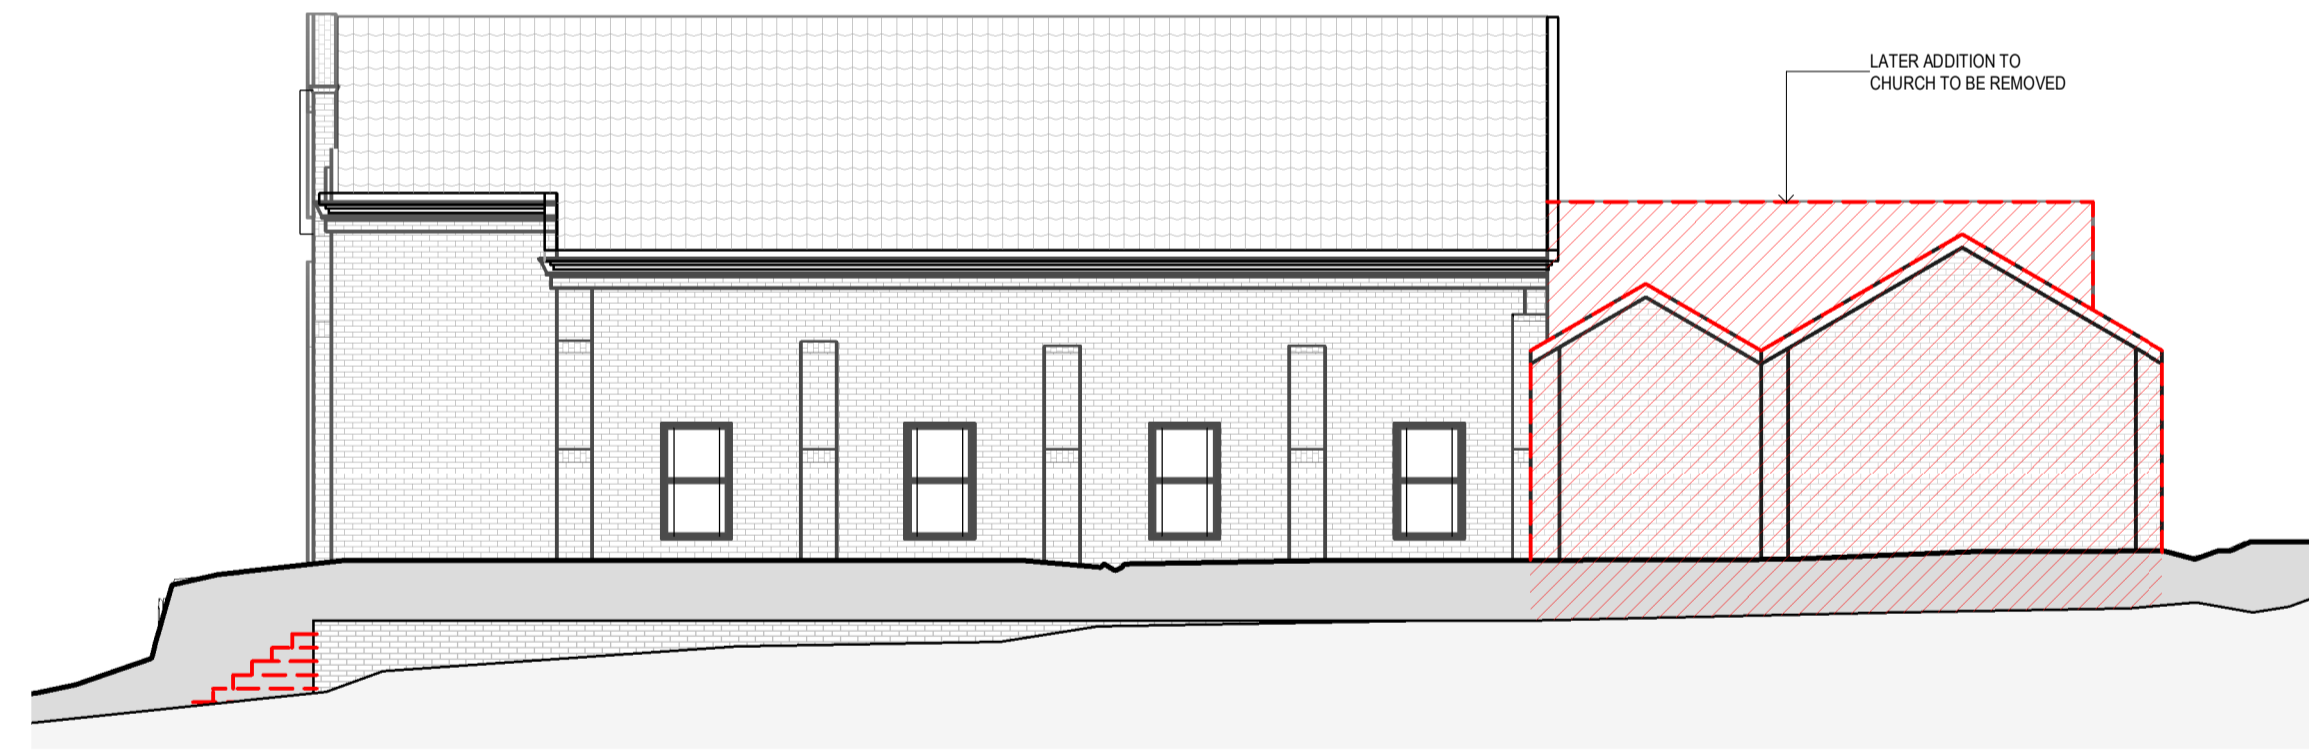 LATER ADDITION TO
CHURCH TO BE REMOVED